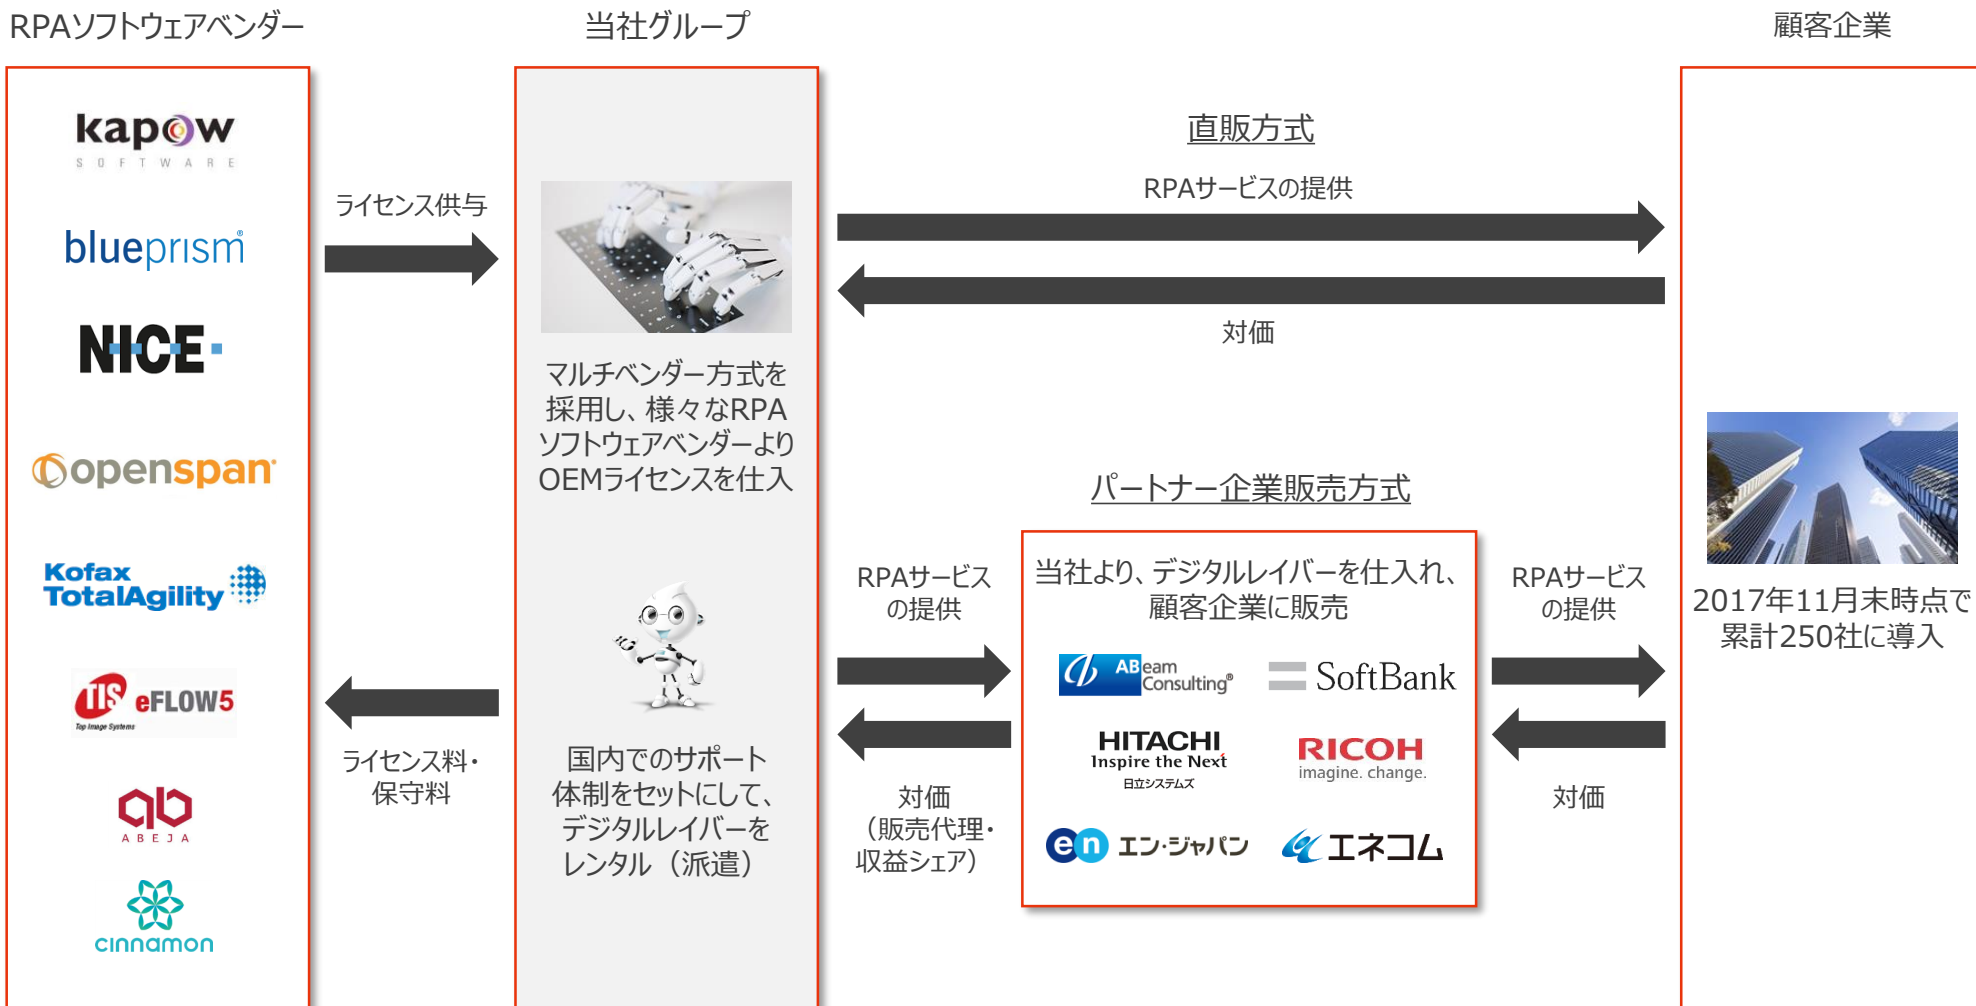 RPAソフトウェアベンダー
当社グループ
顧客企業
kapow
SOFTWARE
blueprism®
NICE
openspan
Kofax
TotalAgility
TIS eFLOW5
Top Image Systems
ABEJA
cinnamon
ライセンス供与
ライセンス料・
保守料
マルチベンダー方式を
採用し、様々なRPA
ソフトウェアベンダーより
OEMライセンスを仕入
国内でのサポート
体制をセットにして、
デジタルレイバーを
レンタル（派遣）
直販方式
RPAサービスの提供
対価
パートナー企業販売方式
RPAサービス
の提供
対価
（販売代理・
収益シェア）
当社より、デジタルレイバーを仕入れ、
顧客企業に販売
ABeam
Consulting®
SoftBank
HITACHI
Inspire the Next
日立システムズ
RICOH
imagine. change.
en エン・ジャパン
エネコム
RPAサービス
の提供
対価
2017年11月末時点で
累計250社に導入